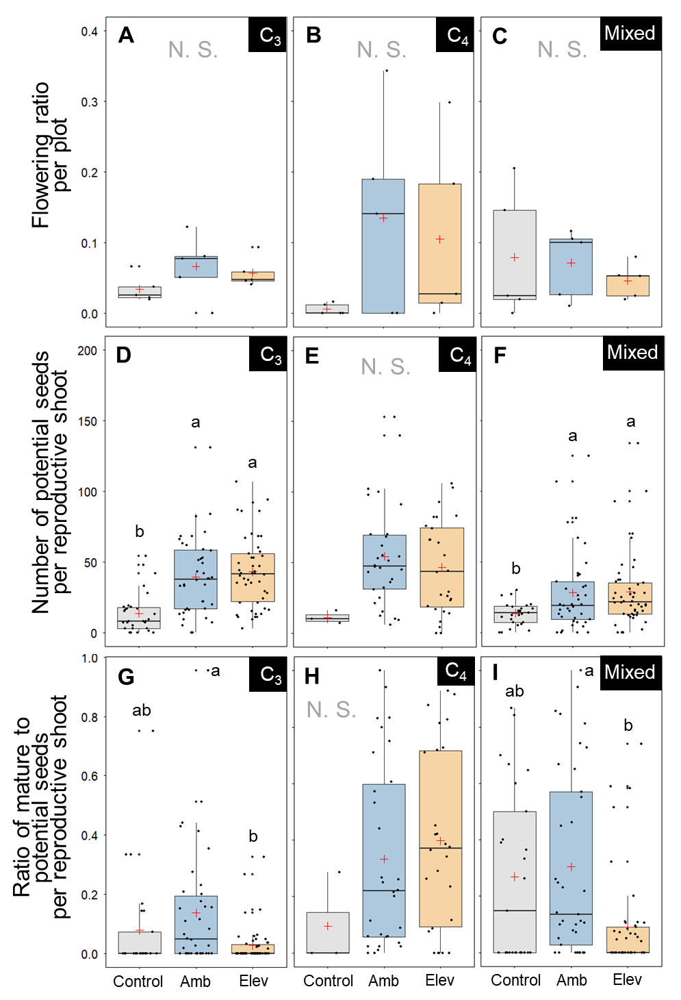 A
C3
N. S.
B
C4
N. S.
C
Mixed
N. S.
Flowering ratio
per plot
0.4
0.3
0.2
0.1
0.0
D
C3
b
a
a
E
C4
N. S.
F
Mixed
b
a
a
Number of potential seeds
per reproductive shoot
200
150
100
50
0
G
C3
ab
a
b
H
C4
N. S.
I
Mixed
ab
a
b
Ratio of mature to
potential seeds
per reproductive shoot
1.0
0.8
0.6
0.4
0.2
0.0
Control Amb Elev
Control Amb Elev
Control Amb Elev